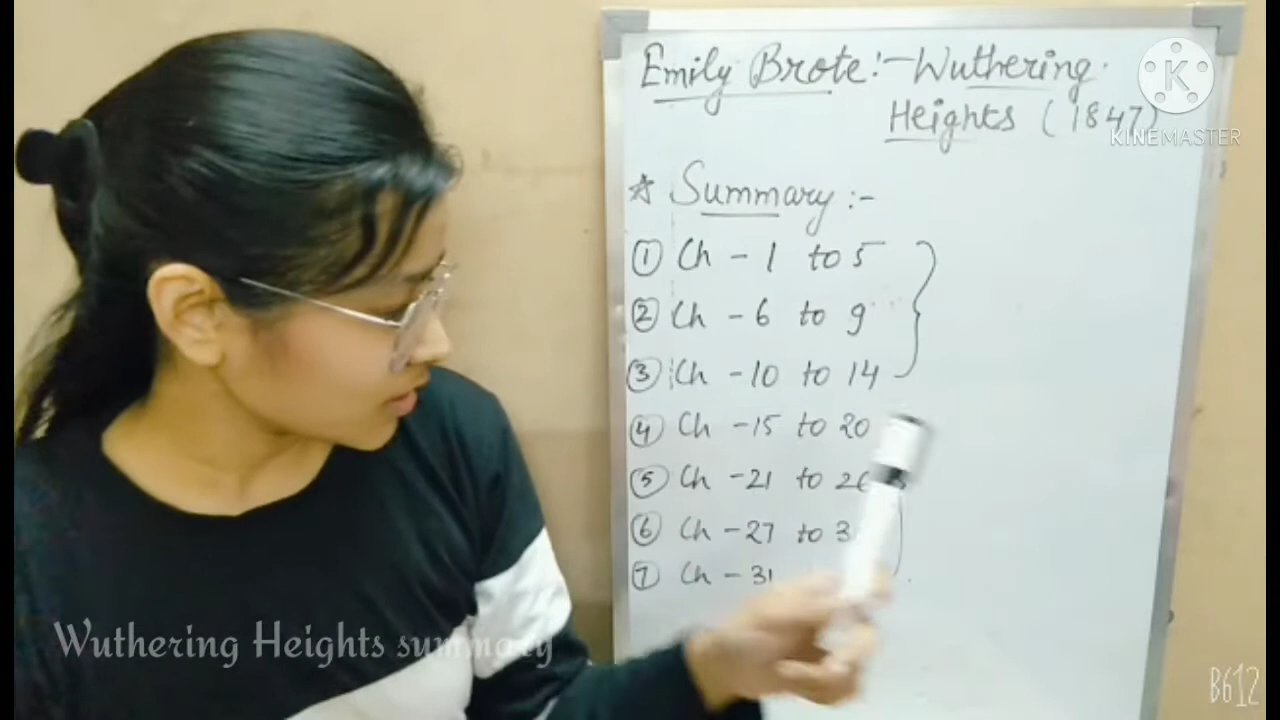 Emily Brote:- Wuthering
Heights (1847)
KINEMASTER
☆ Summary :-
① Ch - 1 to 5
② Ch - 6 to 9
③ Ch - 10 to 14
④ Ch - 15 to 20
⑤ Ch - 21 to 26
⑥ Ch - 27 to
⑦ Ch - 31
Wuthering Heights summary
B612